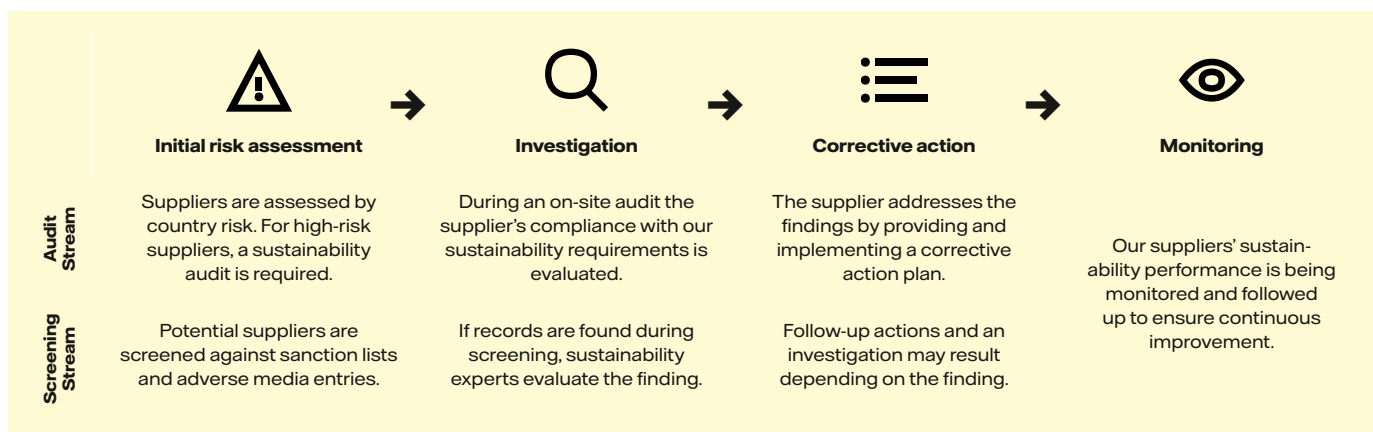 Initial risk assessment
Investigation
Corrective action
Monitoring
Audit
Stream
Suppliers are assessed by
country risk. For high-risk
suppliers, a sustainability
audit is required.
During an on-site audit the
supplier’s compliance with our
sustainability requirements is
evaluated.
The supplier addresses the
findings by providing and
implementing a corrective
action plan.
Our suppliers’ sustain-
ability performance is being
monitored and followed
up to ensure continuous
improvement.
Screening
Stream
Potential suppliers are
screened against sanction lists
and adverse media entries.
If records are found during
screening, sustainability
experts evaluate the finding.
Follow-up actions and an
investigation may result
depending on the finding.